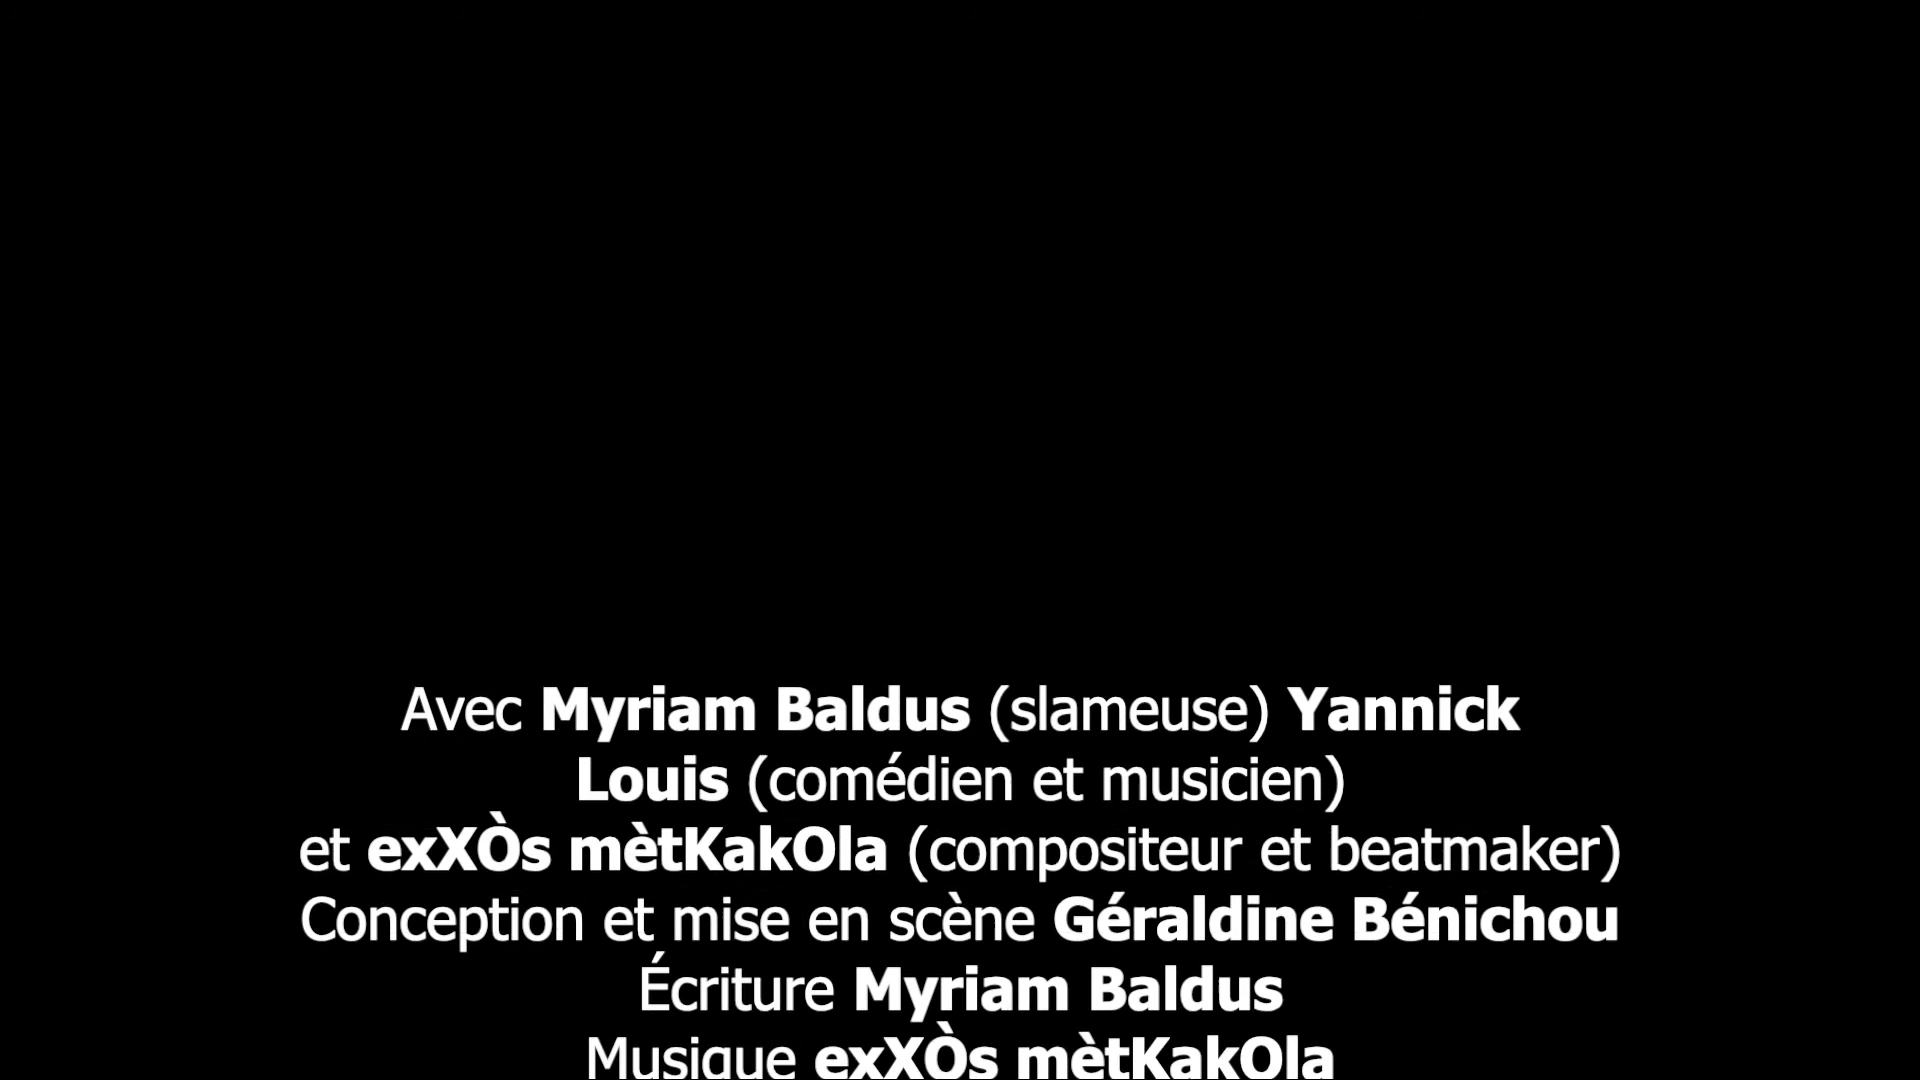 Avec Myriam Baldus (slameuse) Yannick
Louis (comédien et musicien)
et exXÒs mètKakOla (compositeur et beatmaker)
Conception et mise en scène Géraldine Bénichou
Écriture Myriam Baldus
Musique exXÒs mètKakOla